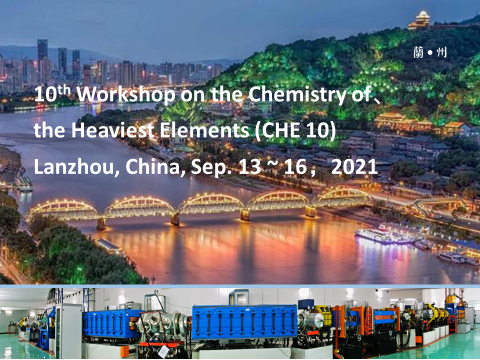 蘭●州
10th Workshop on the Chemistry of、
the Heaviest Elements (CHE 10)
Lanzhou, China, Sep. 13 ~ 16，2021